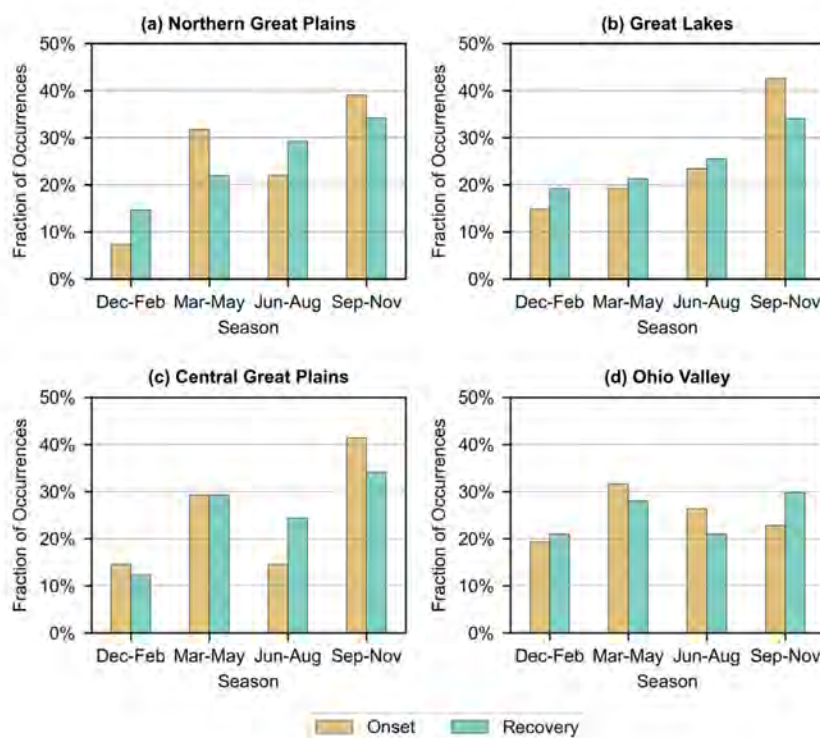 (a) Northern Great Plains
50%
40%
30%
20%
10%
0%
Fraction of Occurrences
Dec-Feb Mar-May Jun-Aug Sep-Nov
Season
(b) Great Lakes
50%
40%
30%
20%
10%
0%
Fraction of Occurrences
Dec-Feb Mar-May Jun-Aug Sep-Nov
Season
(c) Central Great Plains
50%
40%
30%
20%
10%
0%
Fraction of Occurrences
Dec-Feb Mar-May Jun-Aug Sep-Nov
Season
(d) Ohio Valley
50%
40%
30%
20%
10%
0%
Fraction of Occurrences
Dec-Feb Mar-May Jun-Aug Sep-Nov
Season
Onset Recovery